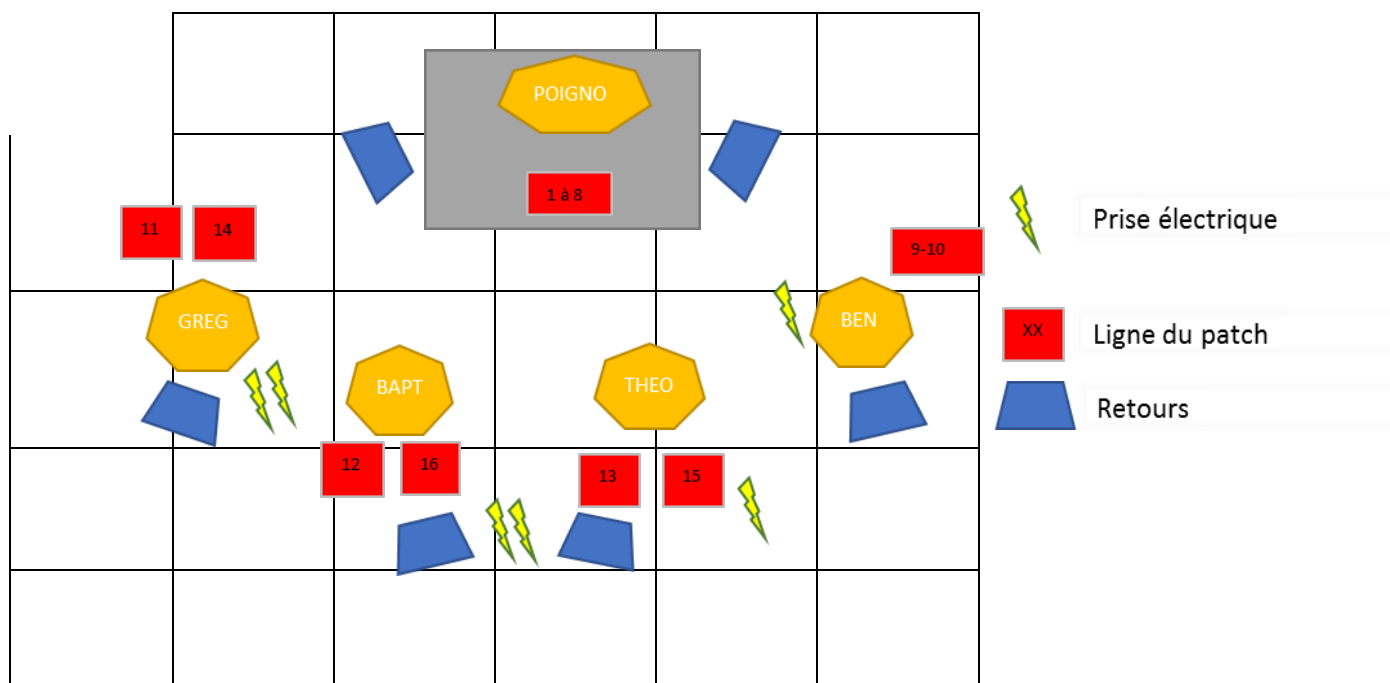 POIGNO
1 à 8
11
14
9-10
Prise électrique
GREG
BEN
XX
Ligne du patch
BAPT
THEO
Retours
12
16
13
15